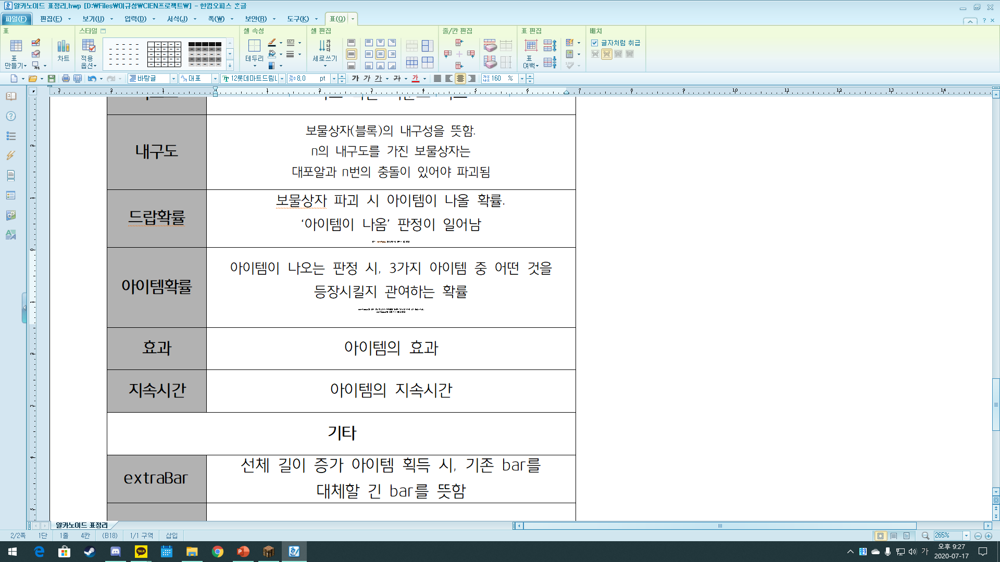 알카노이드 표정리.hwp [D:\Files\이규성\CIEN프로젝트\] - 한컴오피스 한글
파일(F) 편집(E) 보기(U) 입력(D) 서식(J) 쪽(W) 보안(R) 도구(K) 표(Q)
표 스타일 셀 속성 셀 편집 줄/칸 편집 표 편집 배치
글자처럼 취급
표 만들기 차트 적용 옵션 테두리 세로쓰기 표 여백
바탕글 대표 12롯데마트드림L 8,0 pt 가 가 가 가 가 160 %
내구도
보물상자(블록)의 내구성을 뜻함.
n의 내구도를 가진 보물상자는
대포알과 n번의 충돌이 있어야 파괴됨
드랍확률
보물상자 파괴 시 아이템이 나올 확률.
‘아이템이 나옴’ 판정이 일어남
아이템확률
아이템이 나오는 판정 시, 3가지 아이템 중 어떤 것을
등장시킬지 관여하는 확률
효과
아이템의 효과
지속시간
아이템의 지속시간
기타
extraBar
선체 길이 증가 아이템 획득 시, 기존 bar를
대체할 긴 bar를 뜻함
알카노이드 표정리
2/2쪽 1단 1줄 4칸 (B18) 1/1 구역 삽입 265%
TALK
가 오후 9:27
2020-07-17